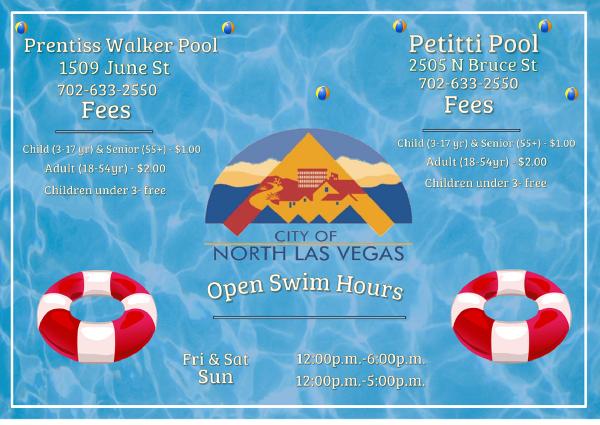 Prentiss Walker Pool
1509 June St
702-633-2550
Fees
Child (3-17 yr) & Senior (55+) - $1.00
Adult (18-54yr) - $2.00
Children under 3- free
Petitti Pool
2505 N Bruce St
702-633-2550
Fees
Child (3-17 yr) & Senior (55+) - $1.00
Adult (18-54yr) - $2.00
Children under 3- free
CITY OF
NORTH LAS VEGAS
Open Swim Hours
Fri & Sat 12:00p.m.-6:00p.m.
Sun 12:00p.m.-5:00p.m.